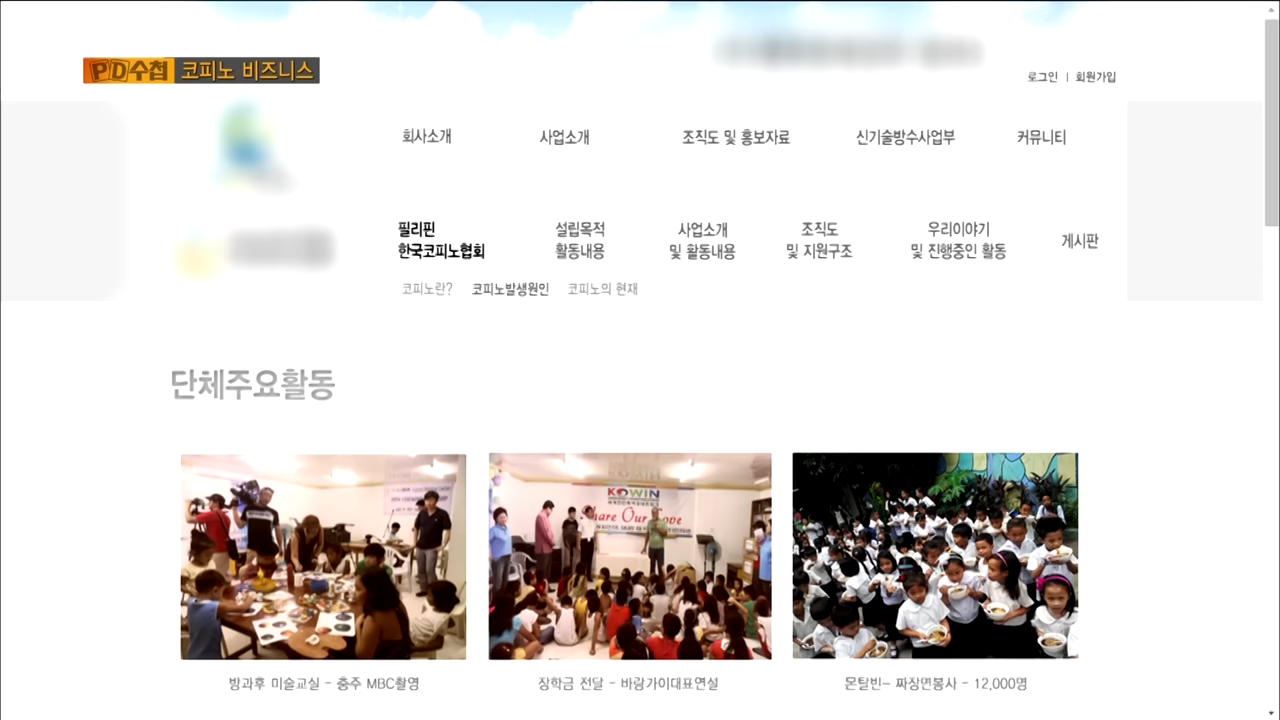 PD수첩 코피노 비즈니스
로그인 | 회원가입
회사소개 사업소개 조직도 및 홍보자료 신기술방수사업부 커뮤니티
필리핀
한국코피노협회
설립목적
활동내용
사업소개
및 활동내용
조직도
및 지원구조
우리이야기
및 진행중인 활동
게시판
코피노란? 코피노발생원인 코피노의 현재
단체주요활동
KOWIN
Share Our Love
방과후 미술교실 - 충주 MBC촬영
장학금 전달 - 바람가이대표연설
몬탈빈- 짜장면봉사 - 12,000명